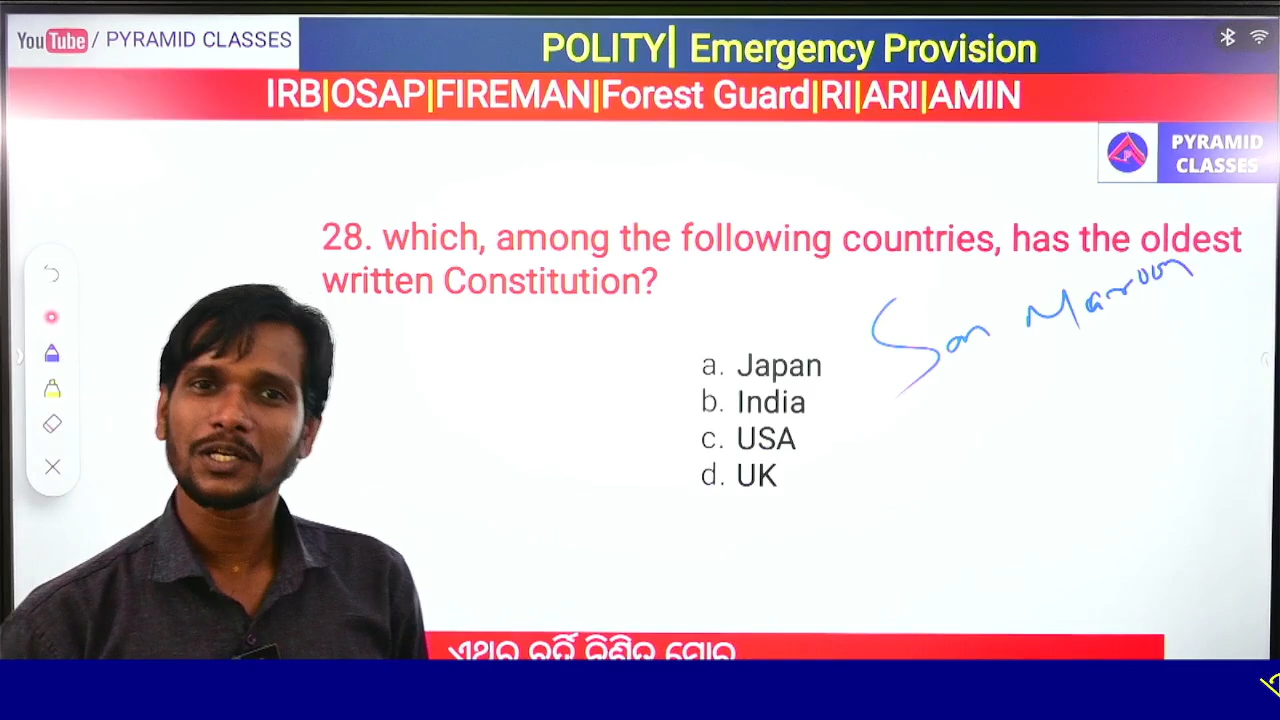 YouTube / PYRAMID CLASSES
POLITY| Emergency Provision
IRB|OSAP|FIREMAN|Forest Guard|RI|ARI|AMIN
PYRAMID
CLASSES
28. which, among the following countries, has the oldest
written Constitution?
San Maroon
a. Japan
b. India
c. USA
d. UK